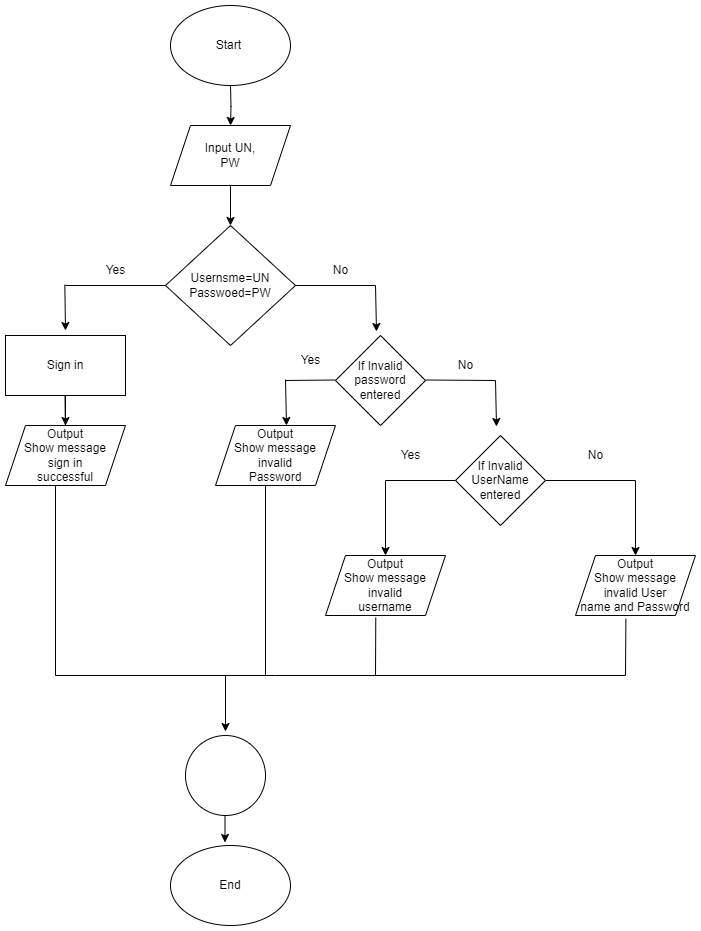 Start
Input UN,
PW
Usernsme=UN
Passwoed=PW
Yes
No
Sign in
If Invalid
password
entered
Yes
No
Output
Show message
sign in
successful
Output
Show message
invalid
Password
If Invalid
UserName
entered
Yes
No
Output
Show message
invalid
username
Output
Show message
invalid User
name and Password
End